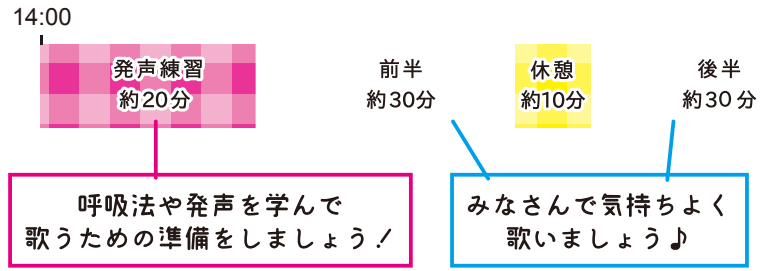 14:00
発声練習
約20分
前半
約30分
休憩
約10分
後半
約30分
呼吸法や発声を学んで
歌うための準備をしましょう！
みなさんで気持ちよく
歌いましょう♪